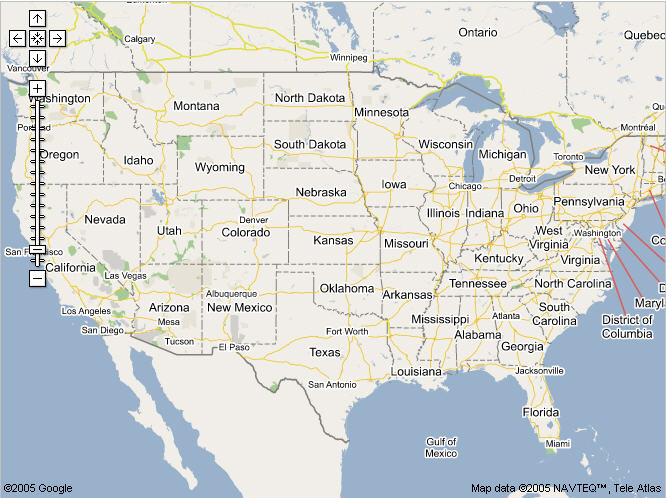 Calgary
Ontario
Quebec
Winnipeg
Vancouver
Washington
Montana
North Dakota
Minnesota
Montréal
Portland
Oregon
Idaho
Wyoming
South Dakota
Wisconsin
Michigan
Toronto
New York
Detroit
Nebraska
Iowa
Chicago
Pennsylvania
Nevada
Utah
Denver
Colorado
Kansas
Missouri
Illinois
Indiana
Ohio
West
Virginia
Washington
Virginia
San Francisco
California
Las Vegas
Kentucky
Tennessee
North Carolina
Maryla
District of
Columbia
Albuquerque
New Mexico
Oklahoma
Arkansas
Los Angeles
Arizona
Mesa
San Diego
Tucson
El Paso
Fort Worth
Texas
Mississippi
Alabama
Atlanta
Georgia
South
Carolina
San Antonio
Louisiana
Jacksonville
Florida
Miami
Gulf of
Mexico
©2005 Google
Map data ©2005 NAVTEQ™, Tele Atlas